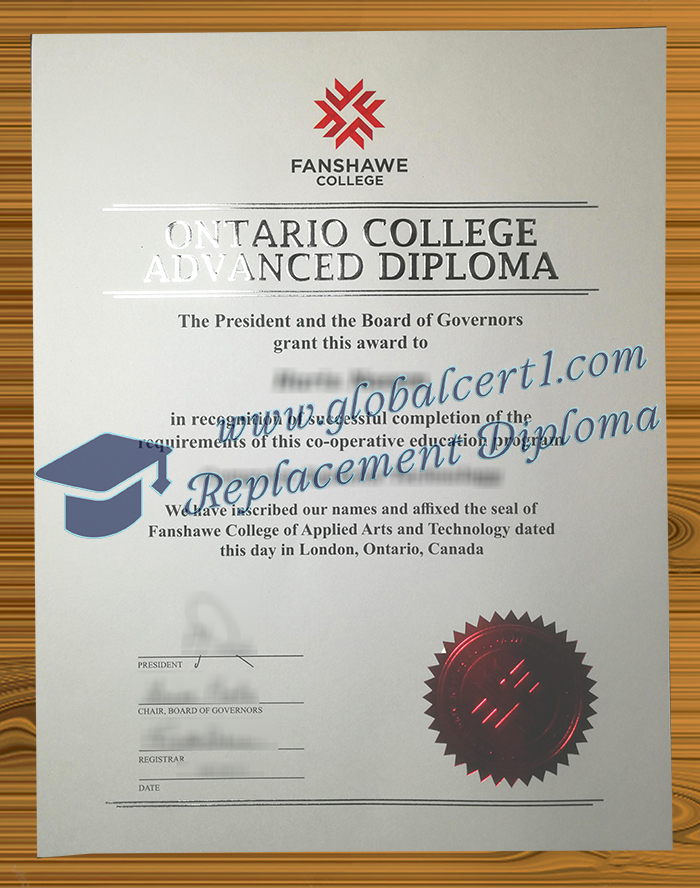 FANSHAWE
COLLEGE
ONTARIO COLLEGE
ADVANCED DIPLOMA
The President and the Board of Governors
grant this award to
in recognition of successful completion of the
requirements of this co-operative education program
www.globalcert1.com
Replacement Diploma
We have inscribed our names and affixed the seal of
Fanshawe College of Applied Arts and Technology dated
this day in London, Ontario, Canada
PRESIDENT
CHAIR, BOARD OF GOVERNORS
REGISTRAR
DATE